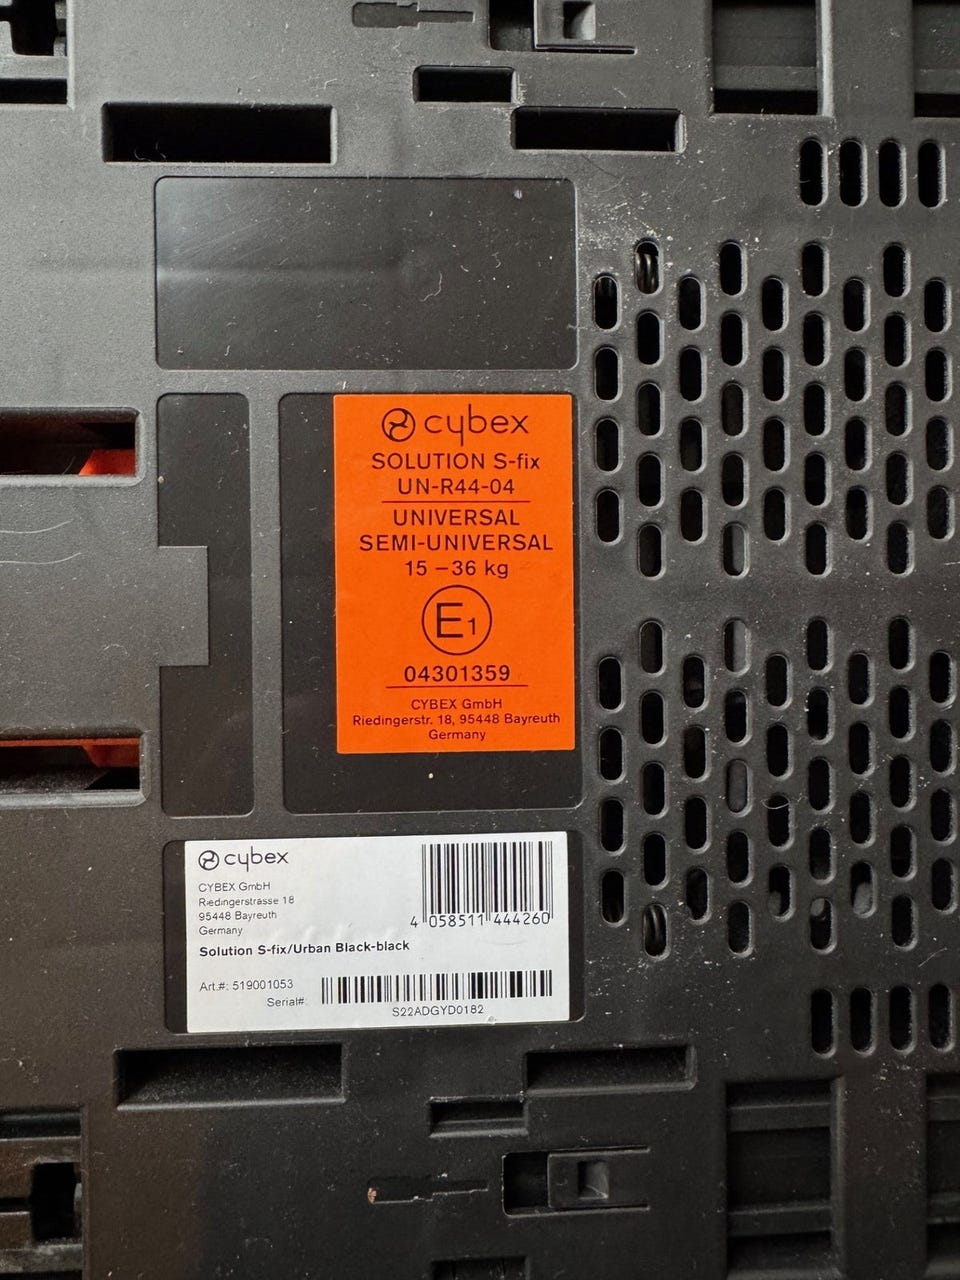 cybex
SOLUTION S-fix
UN-R44-04
UNIVERSAL
SEMI-UNIVERSAL
15 – 36 kg
E1
04301359
CYBEX GmbH
Riedingerstr. 18, 95448 Bayreuth
Germany
cybex
CYBEX GmbH
Riedingerstrasse 18
95448 Bayreuth
Germany
4 058511 444260
Solution S-fix/Urban Black-black
Art.#: 519001053
Serial#:
S22ADGYD0182